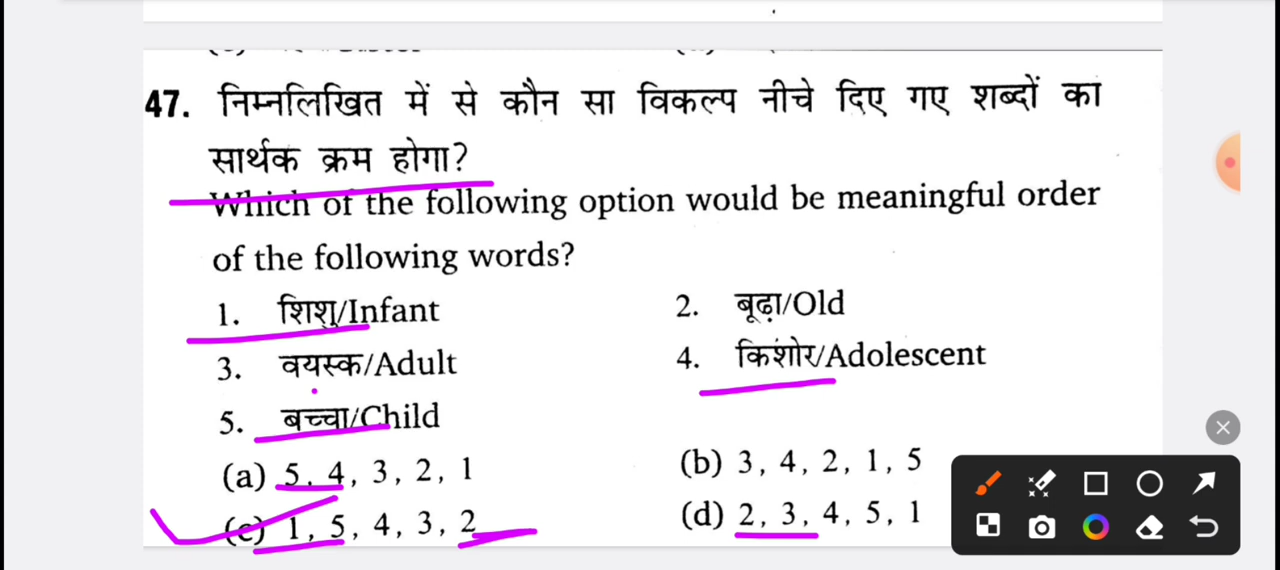 47. निम्नलिखित में से कौन सा विकल्प नीचे दिए गए शब्दों का
सार्थक क्रम होगा?
Which of the following option would be meaningful order
of the following words?
1. शिशु/Infant
2. बूढ़ा/Old
3. वयस्क/Adult
4. किशोर/Adolescent
5. बच्चा/Child
(a) 5, 4, 3, 2, 1
(b) 3, 4, 2, 1, 5
(c) 1, 5, 4, 3, 2
(d) 2, 3, 4, 5, 1